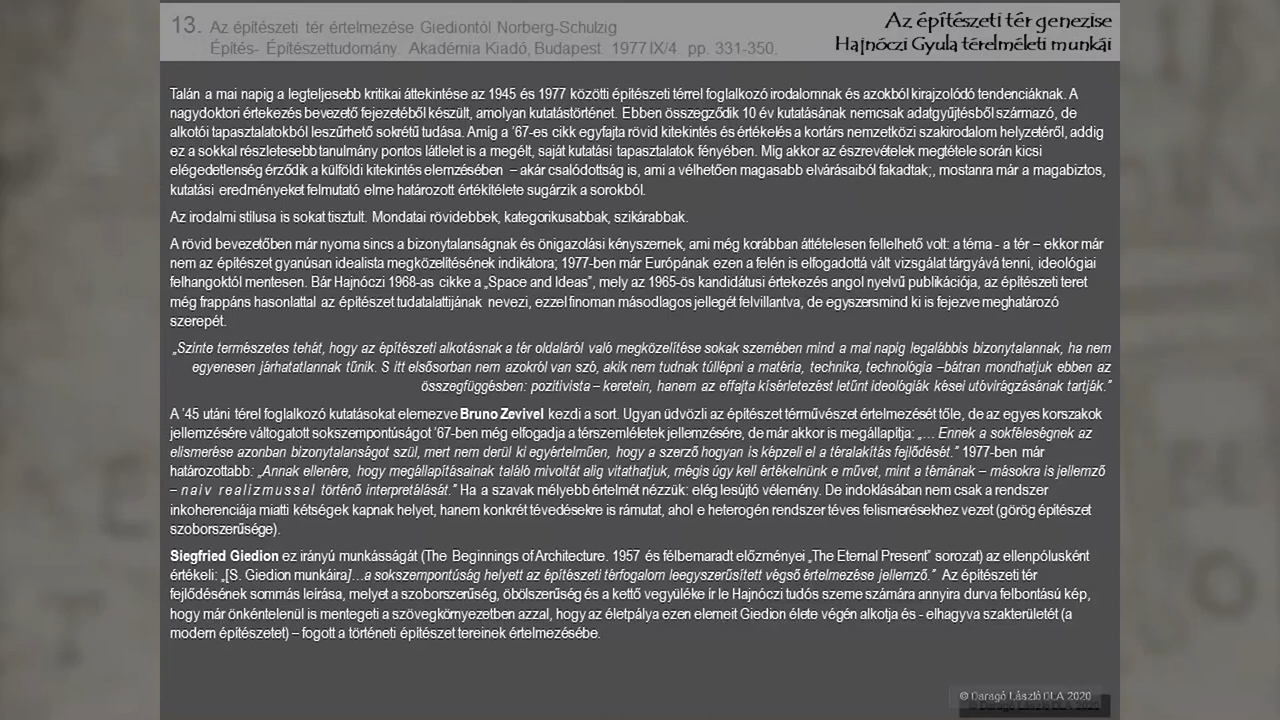 13. Az építészeti tér értelmezése Giediontól Norberg-Schulzig
Építés- Építészettudomány. Akadémia Kiadó, Budapest. 1977 IX/4. pp. 331-350.
Az építészeti tér genezise
Hajnóczi Gyula térelméleti munkái
Talán a mai napig a legteljesebb kritikai áttekintése az 1945 és 1977 közötti építészeti térrel foglalkozó irodalomnak és azokból kirajzolódó tendenciáknak. A
nagydoktori értekezés bevezető fejezetéből készült, amolyan kutatástörténet. Ebben összegződik 10 év kutatásának nemcsak adatgyűjtésből származó, de
alkotói tapasztalatokból leszűrhető sokrétű tudása. Amíg a '67-es cikk egyfajta rövid kitekintés és értékelés a kortárs nemzetközi szakirodalom helyzetéről, addig
ez a sokkal részletesebb tanulmány pontos látlelet is a megélt, saját kutatási tapasztalatok fényében. Míg akkor az észrevételek megtétele során kicsi
elégedetlenség érződik a külföldi kitekintés elemzésében – akár csalódottság is, ami a vélhetően magasabb elvárásaiból fakadtak;, mostanra már a magabiztos,
kutatási eredményeket felmutató elme határozott értékítélete sugárzik a sorokból.
Az irodalmi stílusa is sokat tisztult. Mondatai rövidebbek, kategorikusabbak, szikárabbak.
A rövid bevezetőben már nyoma sincs a bizonytalanságnak és önigazolási kényszernek, ami még korábban áttételesen fellelhető volt: a téma - a tér – ekkor már
nem az építészet gyanúsan idealista megközelítésének indikátora; 1977-ben már Európának ezen a felén is elfogadottá vált vizsgálat tárgyává tenni, ideológiai
felhangoktól mentesen. Bár Hajnóczi 1968-as cikke a „Space and Ideas”, mely az 1965-ös kandidátusi értekezés angol nyelvű publikációja, az építészeti teret
még frappáns hasonlattal az építészet tudatalattijának nevezi, ezzel finoman másodlagos jellegét felvillantva, de egyszersmind ki is fejezve meghatározó
szerepét.
„Szinte természetes tehát, hogy az építészeti alkotásnak a tér oldaláról való megközelítése sokak szemében mind a mai napig legalábbis bizonytalannak, ha nem
egyenesen járhatatlannak tűnik. S itt elsősorban nem azokról van szó, akik nem tudnak túllépni a matéria, technika, technológia –bátran mondhatjuk ebben az
összefüggésben: pozitivista – keretein, hanem az effajta kísérletezést letűnt ideológiák kései utóvirágzásának tartják.”
A '45 utáni térel foglalkozó kutatásokat elemezve Bruno Zevivel kezdi a sort. Ugyan üdvözli az építészet térművészet értelmezését tőle, de az egyes korszakok
jellemzésére váltogatott sokszempontúságot '67-ben még elfogadja a térszemléletek jellemzésére, de már akkor is megállapítja: „… Ennek a sokféleségnek az
elismerése azonban bizonytalanságot szül, mert nem derül ki egyértelműen, hogy a szerző hogyan is képzeli el a téralakítás fejlődését.” 1977-ben már
határozottabb: „Annak ellenére, hogy megállapításainak találó mivoltát alig vitathatjuk, mégis úgy kell értékelnünk e művet, mint a témának – másokra is jellemző
– naiv realizmussal történő interpretálását.” Ha a szavak mélyebb értelmét nézzük: elég lesújtó vélemény. De indoklásában nem csak a rendszer
inkoherenciája miatti kétségek kapnak helyet, hanem konkrét tévedésekre is rámutat, ahol e heterogén rendszer téves felismerésekhez vezet (görög építészet
szoborszerűsége).
Siegfried Giedion ez irányú munkásságát (The Beginnings of Architecture. 1957 és félbemaradt előzményei „The Eternal Present” sorozat) az ellenpólusként
értékeli: „[S. Giedion munkáira]…a sokszempontúság helyett az építészeti térfogalom leegyszerűsített végső értelmezése jellemző.” Az építészeti tér
fejlődésének sommás leírása, melyet a szoborszerűség, öbölszerűség és a kettő vegyüléke ír le Hajnóczi tudós szeme számára annyira durva felbontású kép,
hogy már önkéntelenül is mentegeti a szövegkörnyezetben azzal, hogy az életpálya ezen elemeit Giedion élete végén alkotja és - elhagyva szakterületét (a
modern építészetet) – fogott a történeti építészet tereinek értelmezésébe.
© Daragó László DLA 2020